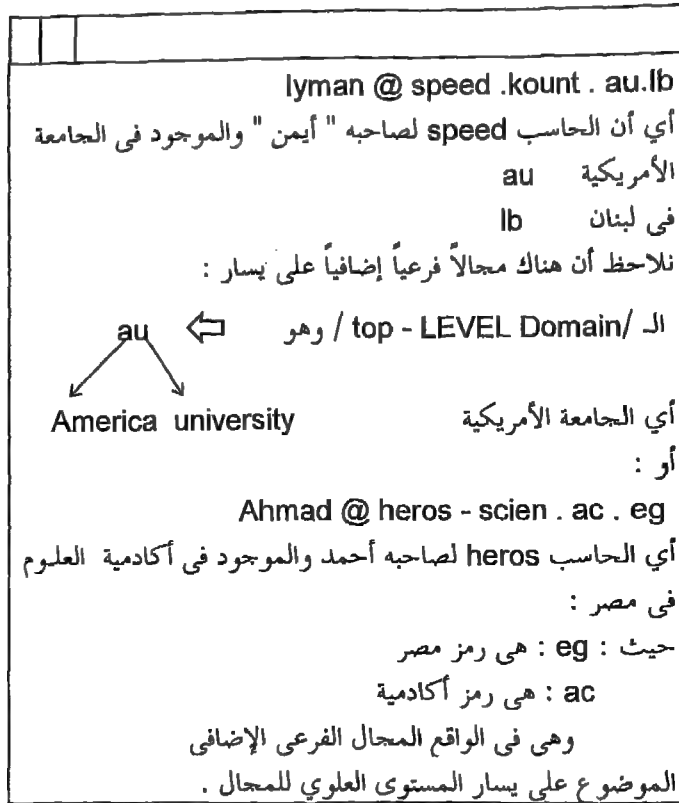 lyman @ speed .kount . au.lb
أي أن الحاسب speed لصاحبه " أيمن " والموجود فى الجامعة
الأمريكية au
فى لبنان lb
نلاحظ أن هناك مجالاً فرعياً إضافياً على يسار :
الـ /top - LEVEL Domain / وهو ⇦ au
America university
أي الجامعة الأمريكية
أو :
Ahmad @ heros - scien . ac . eg
أي الحاسب heros لصاحبه أحمد والموجود فى أكادمية العلوم
فى مصر :
حيث : eg : هى رمز مصر
ac : هى رمز أكادمية
وهى فى الواقع المجال الفرعى الإضافى
الموضوع على يسار المستوى العلوي للمجال .